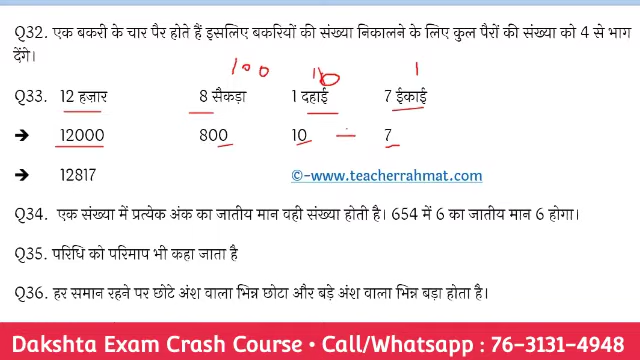 Q32. एक बकरी के चार पैर होते हैं इसलिए बकरियों की संख्या निकालने के लिए कुल पैरों की संख्या को 4 से भाग
देंगे।
100 10 1
Q33. 12 हज़ार 8 सैकड़ा 1 दहाई 7 ईकाई
➔ 12000 800 10 7
➔ 12817 ©-www.teacherrahmat.com
Q34. एक संख्या में प्रत्येक अंक का जातीय मान वही संख्या होती है। 654 में 6 का जातीय मान 6 होगा।
Q35. परिधि को परिमाप भी कहा जाता है
Q36. हर समान रहने पर छोटे अंश वाला भिन्न छोटा और बड़े अंश वाला भिन्न बड़ा होता है।
Dakshta Exam Crash Course • Call/Whatsapp : 76-3131-4948